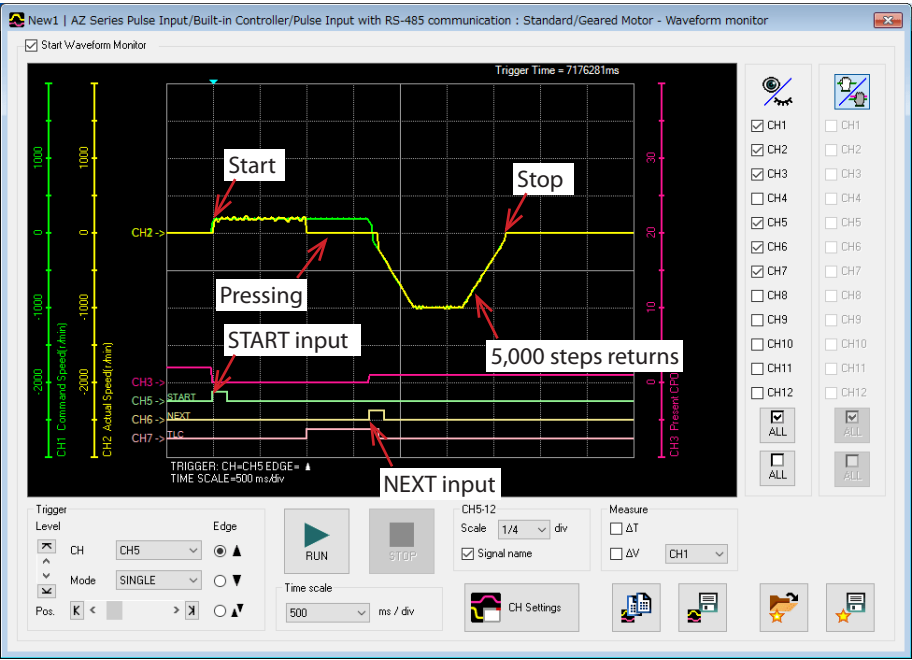 New1 | AZ Series Pulse Input/Built-in Controller/Pulse Input with RS-485 communication : Standard/Geared Motor - Waveform monitor
Start Waveform Monitor
Trigger Time = 7176281ms
CH1 Command Speed[r/min]
-2000
-1000
0
1000
CH2 Actual Speed[r/min]
-2000
-1000
0
1000
Start
Stop
CH2 ->
Pressing
START input
5,000 steps returns
CH3 ->
CH5 -> START
CH6 -> NEXT
CH7 -> TLC
NEXT input
TRIGGER: CH=CH5 EDGE=
TIME SCALE=500 ms/div
CH3 Present CPO
0
10
20
30
CH1
CH2
CH3
CH4
CH5
CH6
CH7
CH8
CH9
CH10
CH11
CH12
ALL
ALL
CH1
CH2
CH3
CH4
CH5
CH6
CH7
CH8
CH9
CH10
CH11
CH12
ALL
ALL
Trigger
Level
Edge
CH CH5
Mode SINGLE
Pos.
RUN
STOP
Time scale
500 ms / div
CH5-12
Scale 1/4 div
Signal name
CH Settings
Measure
ΔT
ΔV CH1